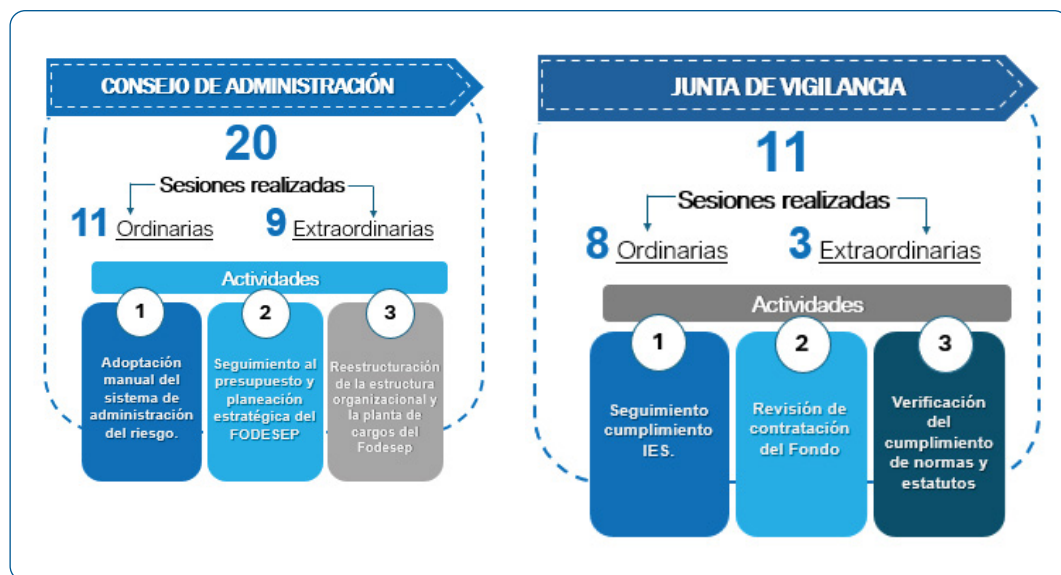 CONSEJO DE ADMINISTRACIÓN
20
Sesiones realizadas
11 Ordinarias
9 Extraordinarias
Actividades
1
Adoptación
manual del
sistema de
administración
del riesgo.
2
Seguimiento al
presupuesto y
planeación
estratégica del
FODESEP
3
Reestructuración
de la estructura
organizacional y
la planta de
cargos del
Fodesep
JUNTA DE VIGILANCIA
11
Sesiones realizadas
8 Ordinarias
3 Extraordinarias
Actividades
1
Seguimiento
cumplimiento
IES.
2
Revisión de
contratación
del Fondo
3
Verificación
del
cumplimiento
de normas y
estatutos